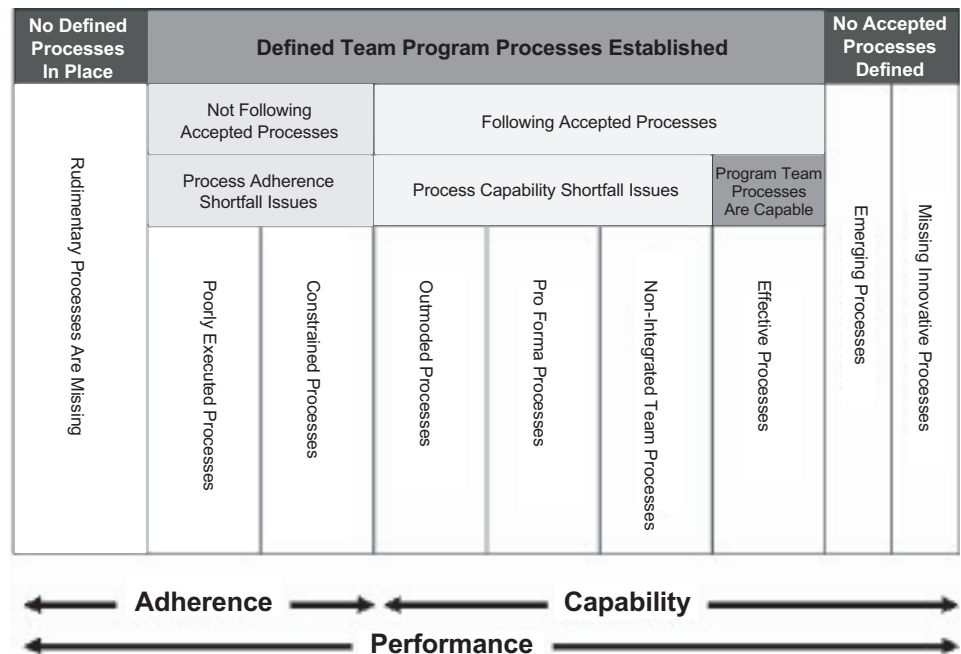 No Defined
Processes
In Place
Defined Team Program Processes Established
No Accepted
Processes
Defined
Not Following
Accepted Processes
Following Accepted Processes
Process Adherence
Shortfall Issues
Process Capability Shortfall Issues
Program Team
Processes
Are Capable
Rudimentary Processes Are Missing
Poorly Executed Processes
Constrained Processes
Outmoded Processes
Pro Forma Processes
Non-Integrated Team Processes
Effective Processes
Emerging Processes
Missing Innovative Processes
Adherence
Capability
Performance